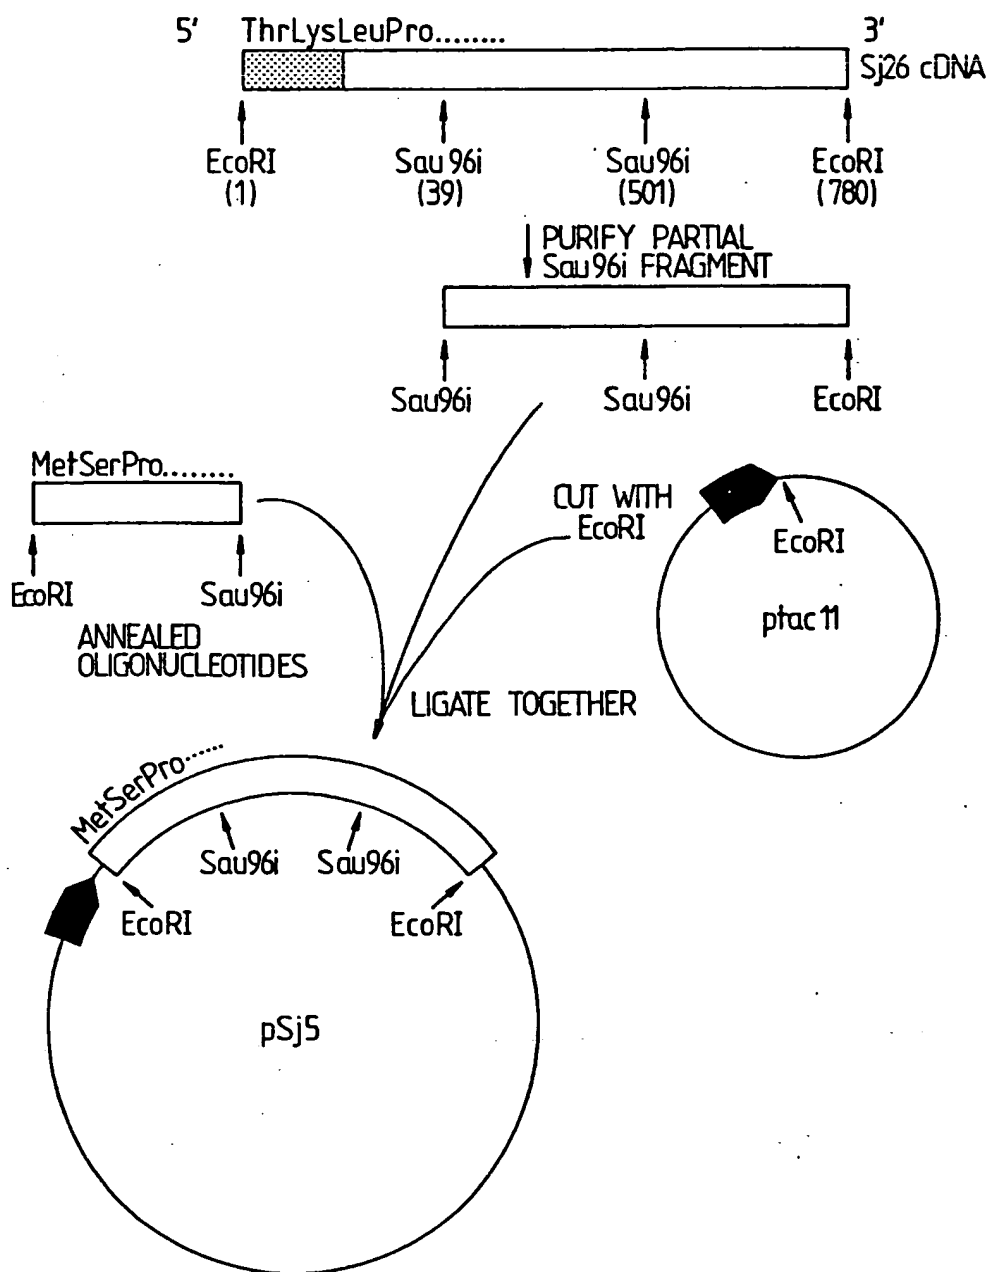 5' ThrLysLeuPro........ 3'
Sj26 cDNA
EcoRI Sau96i Sau96i EcoRI
(1) (39) (501) (780)
PURIFY PARTIAL
Sau96i FRAGMENT
Sau96i Sau96i EcoRI
MetSerPro........
CUT WITH
EcoRI
EcoRI
EcoRI Sau96i
ptac11
ANNEALED
OLIGONUCLEOTIDES
LIGATE TOGETHER
MetSerPro......
Sau96i Sau96i
EcoRI EcoRI
pSj5